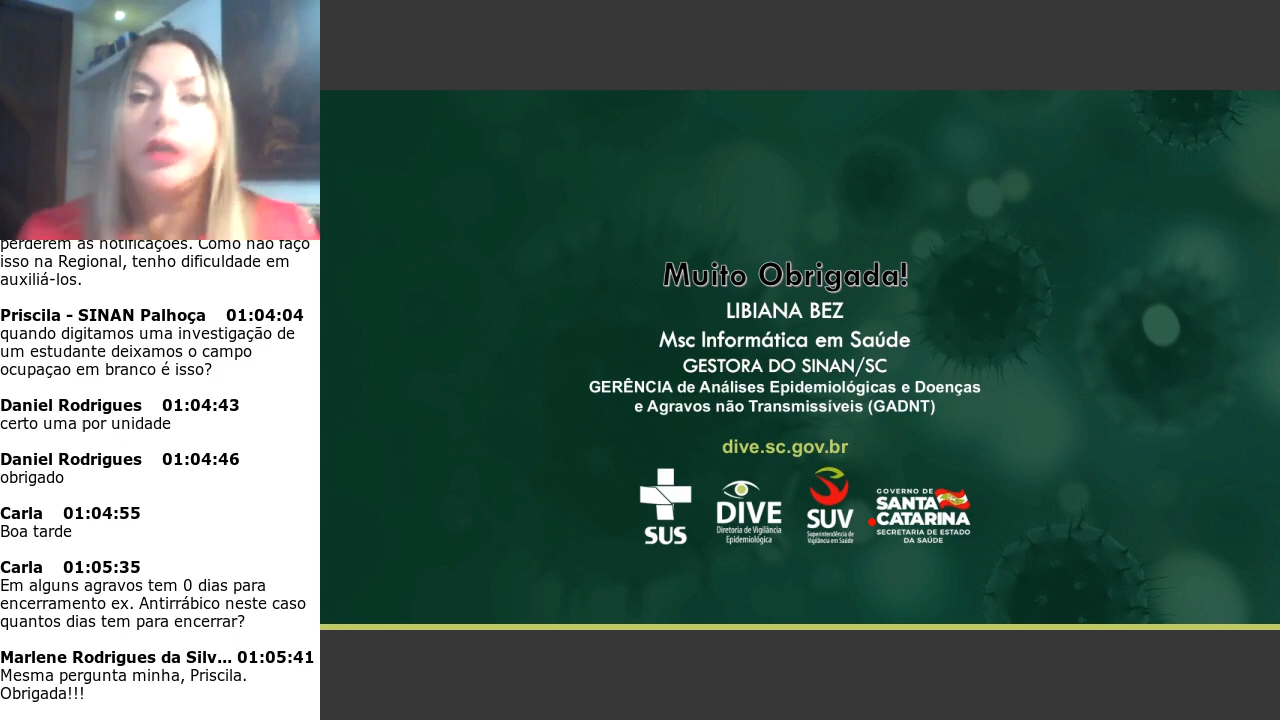 perderem as notificações. Como não faço
isso na Regional, tenho dificuldade em
auxiliá-los.
Priscila - SINAN Palhoça 01:04:04
quando digitamos uma investigação de
um estudante deixamos o campo
ocupaçao em branco é isso?
Daniel Rodrigues 01:04:43
certo uma por unidade
Daniel Rodrigues 01:04:46
obrigado
Carla 01:04:55
Boa tarde
Carla 01:05:35
Em alguns agravos tem 0 dias para
encerramento ex. Antirrábico neste caso
quantos dias tem para encerrar?
Marlene Rodrigues da Silv... 01:05:41
Mesma pergunta minha, Priscila.
Obrigada!!!
Muito Obrigada!
LIBIANA BEZ
Msc Informática em Saúde
GESTORA DO SINAN/SC
GERÊNCIA de Análises Epidemiológicas e Doenças
e Agravos não Transmissíveis (GADNT)
dive.sc.gov.br
SUS
DIVE
Diretoria de Vigilância
Epidemiológica
SUV
Superintendência de
Vigilância em Saúde
GOVERNO DE
SANTA
CATARINA
SECRETARIA DE ESTADO
DA SAÚDE